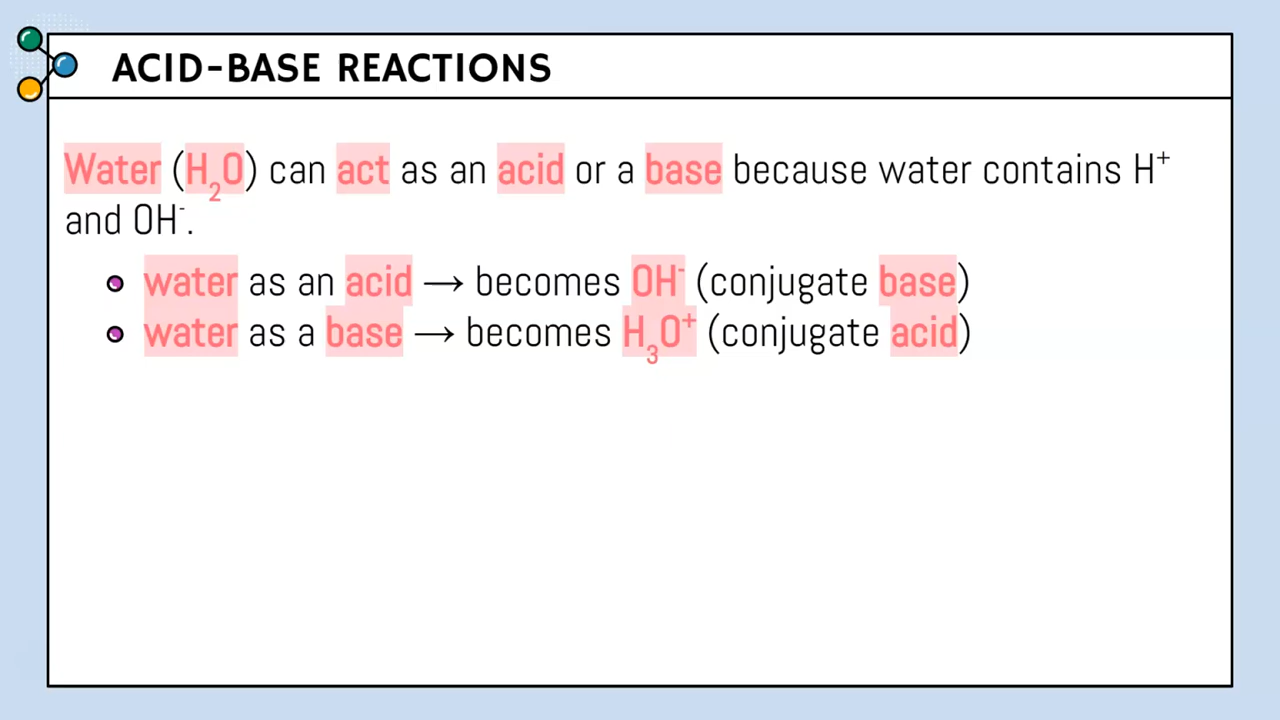 ACID-BASE REACTIONS
Water (H₂O) can act as an acid or a base because water contains H⁺
and OH⁻.
water as an acid → becomes OH⁻ (conjugate base)
water as a base → becomes H₃O⁺ (conjugate acid)